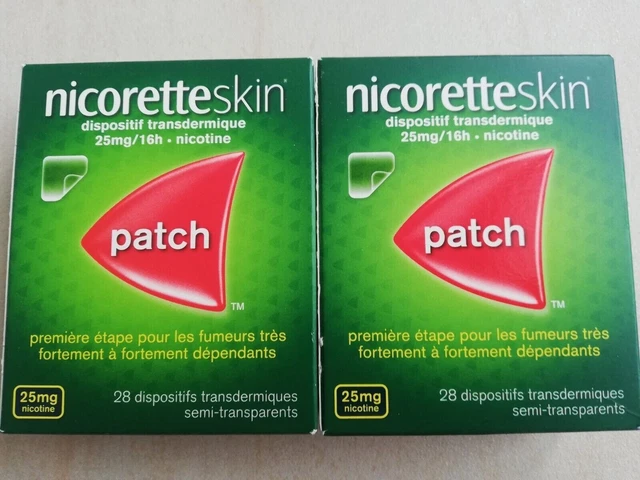 nicoretteskin
dispositif transdermique
25mg/16h • nicotine
patch
TM
première étape pour les fumeurs très
fortement à fortement dépendants
25mg
nicotine
28 dispositifs transdermiques
semi-transparents
nicoretteskin
dispositif transdermique
25mg/16h • nicotine
patch
TM
première étape pour les fumeurs très
fortement à fortement dépendants
25mg
nicotine
28 dispositifs transdermiques
semi-transparents